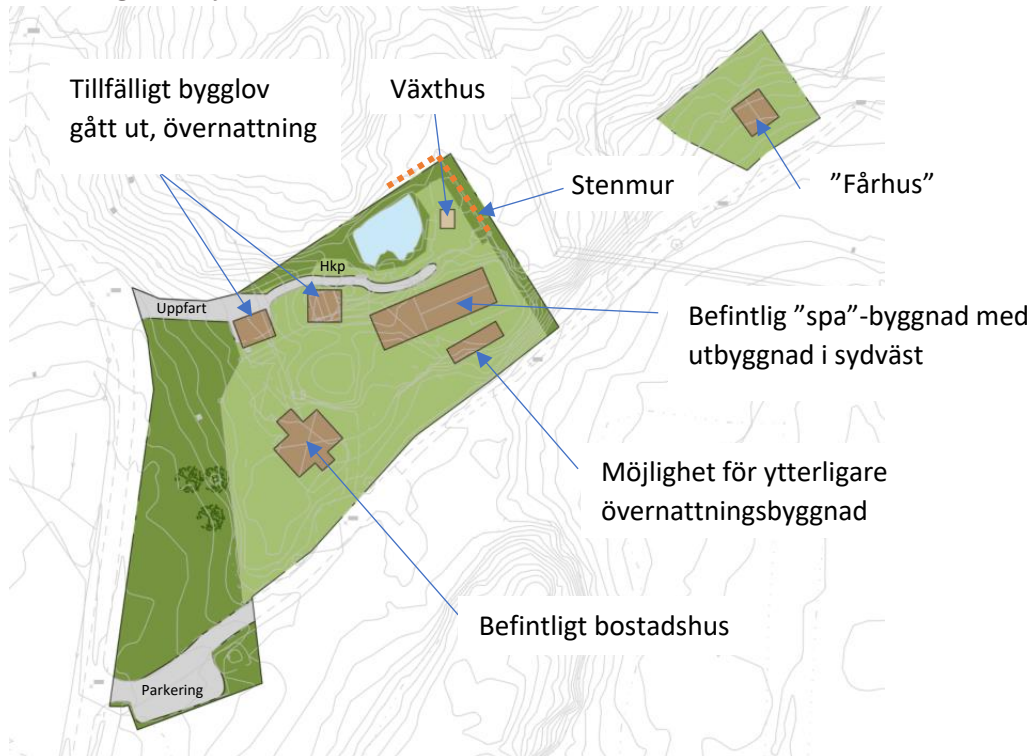 Tillfälligt bygglov
gått ut, övernattning
Växthus
Stenmur
”Fårhus”
Hkp
Uppfart
Befintlig ”spa”-byggnad med
utbyggnad i sydväst
Möjlighet för ytterligare
övernattningsbyggnad
Befintligt bostadshus
Parkering